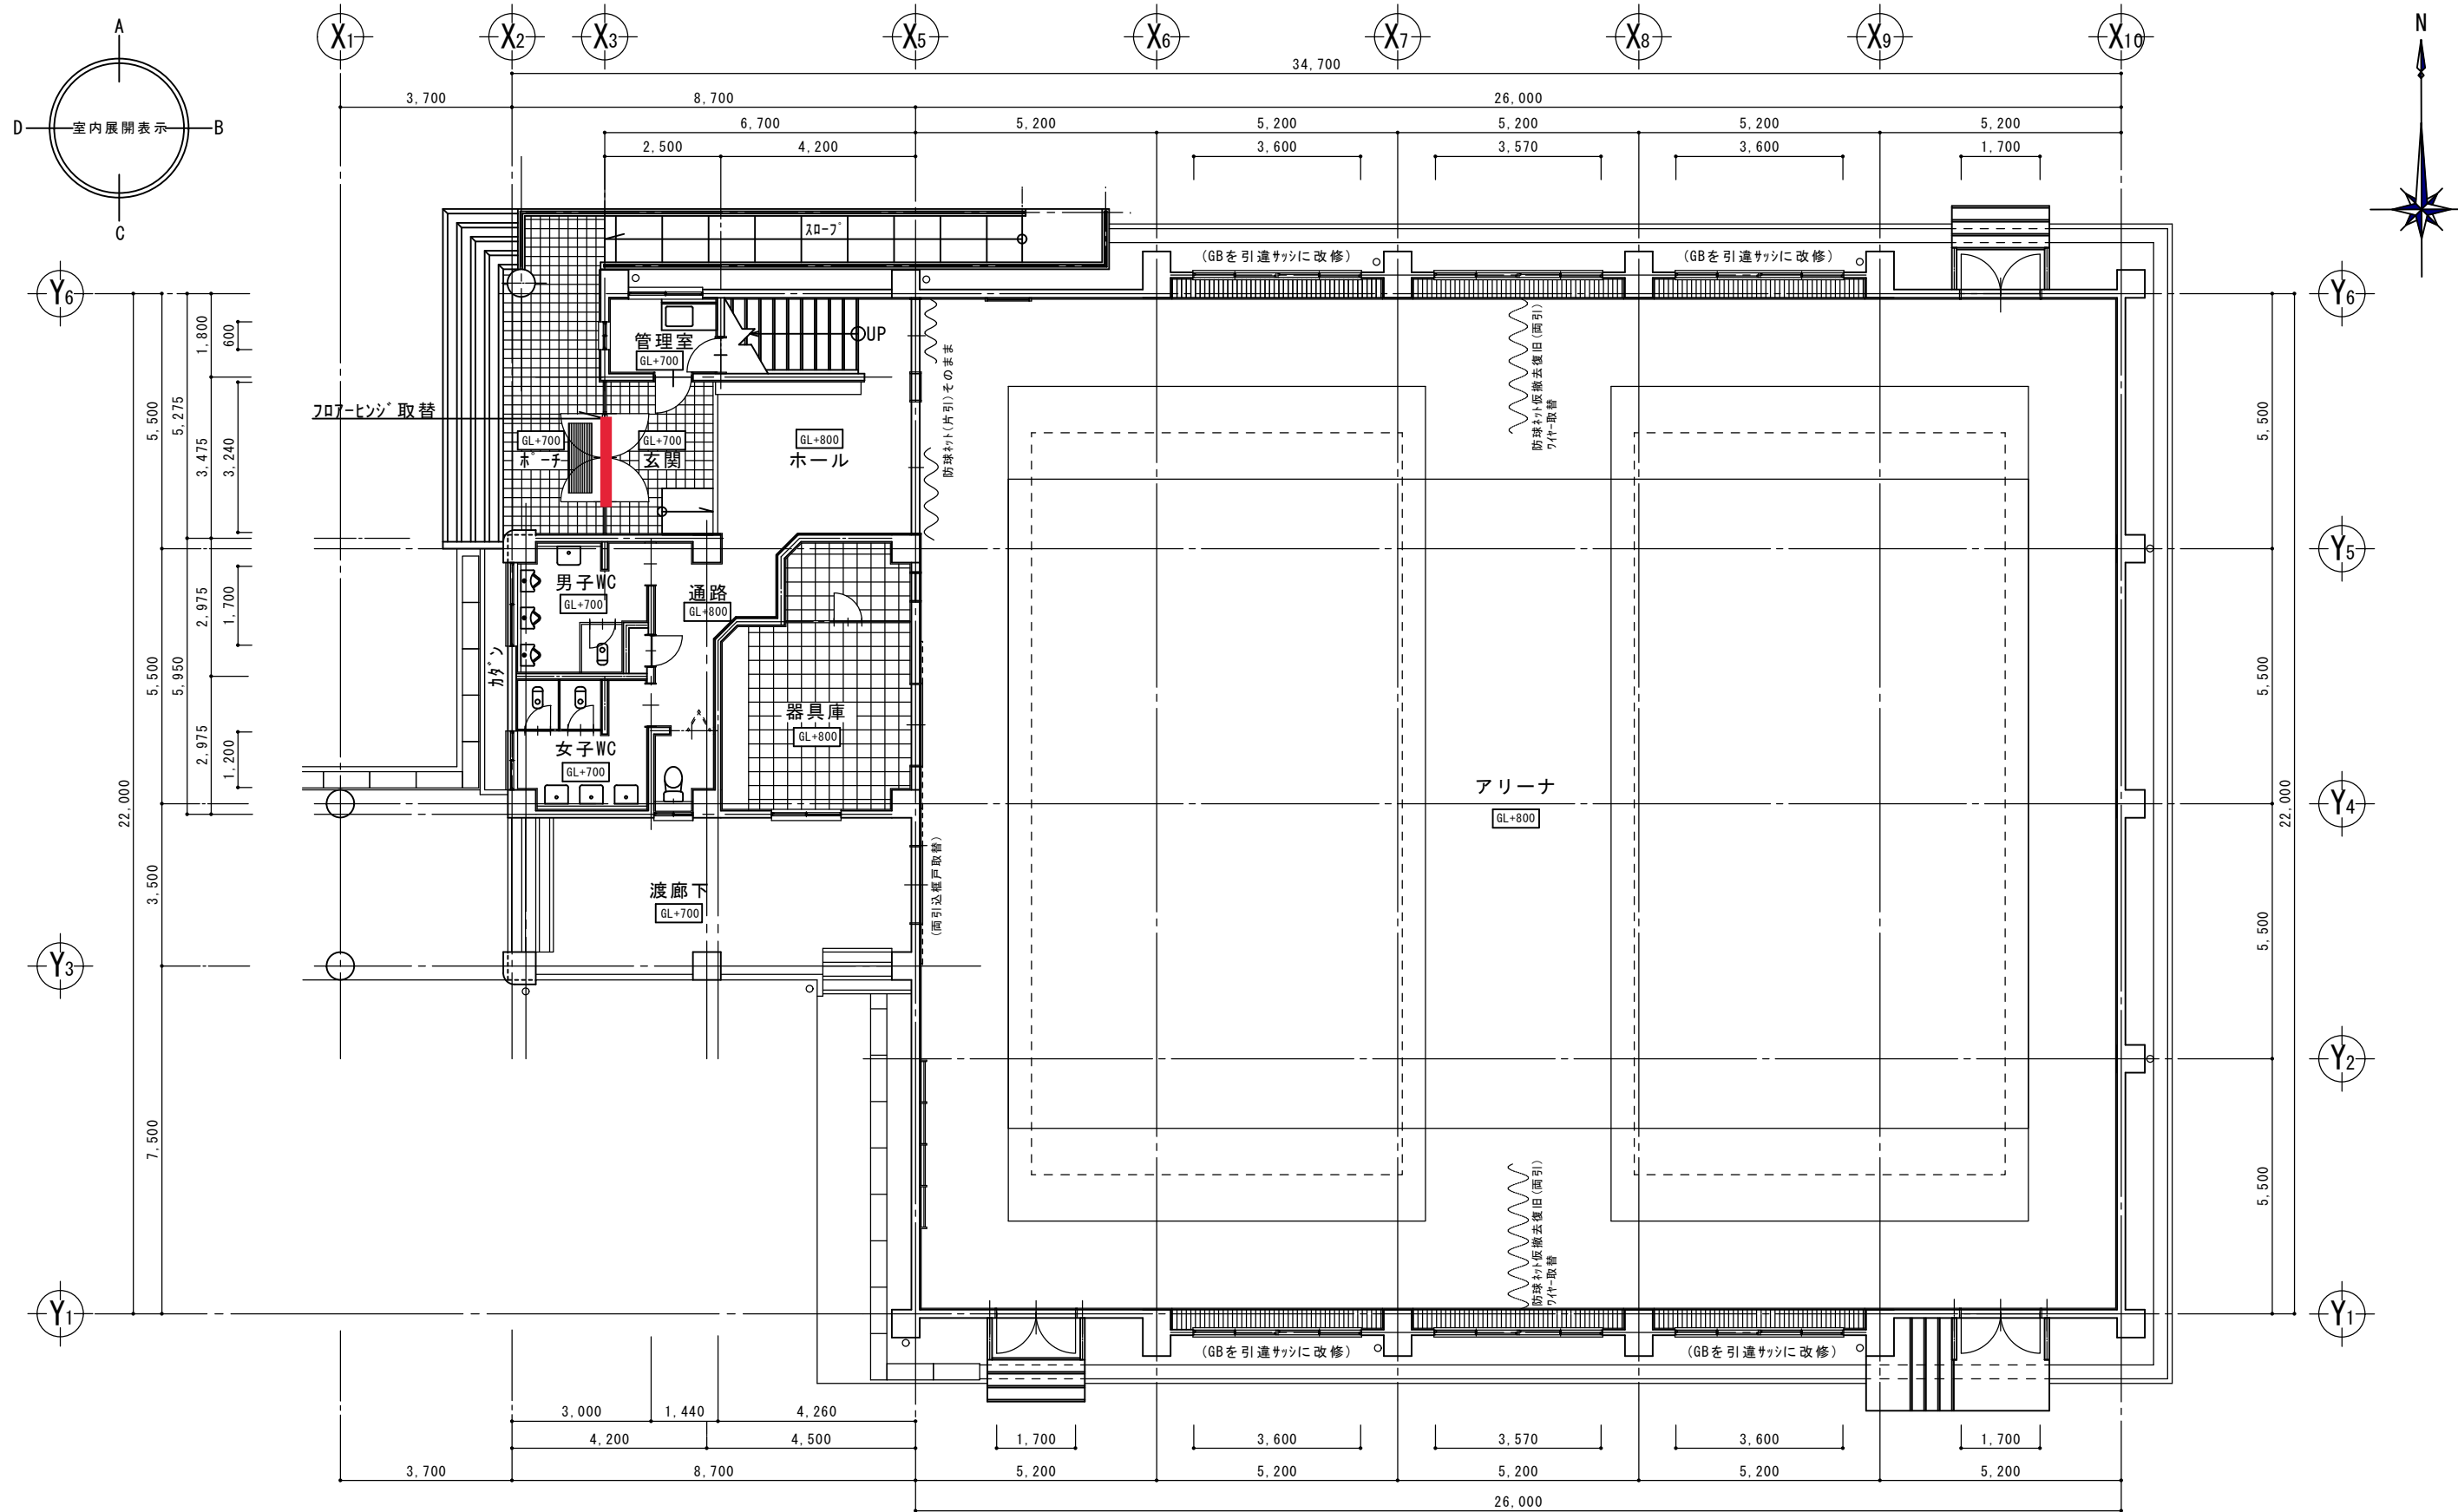 A
D 室内展開表示 B
C
X1 X2 X3 X5 X6 X7 X8 X9 X10
N
34,700
3,700 8,700 26,000
6,700 5,200 5,200 5,200 5,200 5,200
2,500 4,200 3,600 3,570 3,600 1,700
スロープ
(GBを引違サッシに改修) (GBを引違サッシに改修)
Y6 Y6
UP
管理室
GL+700
防球ネット(片引)そのまま
防球ネット仮撤去復旧(両引)
ワイヤー取替
フロアーヒンジ取替
GL+700 GL+700 GL+800
ポーチ 玄関 ホール
1,800
600
5,500
5,275
3,475
3,240
5,500
Y5
男子WC 通路
GL+700 GL+800
カダン
2,975
1,700
5,500
5,950
2,975
1,200
5,500
器具庫
GL+800
女子WC
GL+700
アリーナ
GL+800
22,000
22,000
Y4
(両引込框戸取替)
3,500
渡廊下
GL+700
5,500
Y3
Y2
7,500
5,500
防球ネット仮撤去復旧(両引)
ワイヤー取替
Y1 Y1
(GBを引違サッシに改修) (GBを引違サッシに改修)
3,000 1,440 4,260
4,200 4,500 1,700 3,600 3,570 3,600 1,700
3,700 8,700 5,200 5,200 5,200 5,200 5,200
26,000